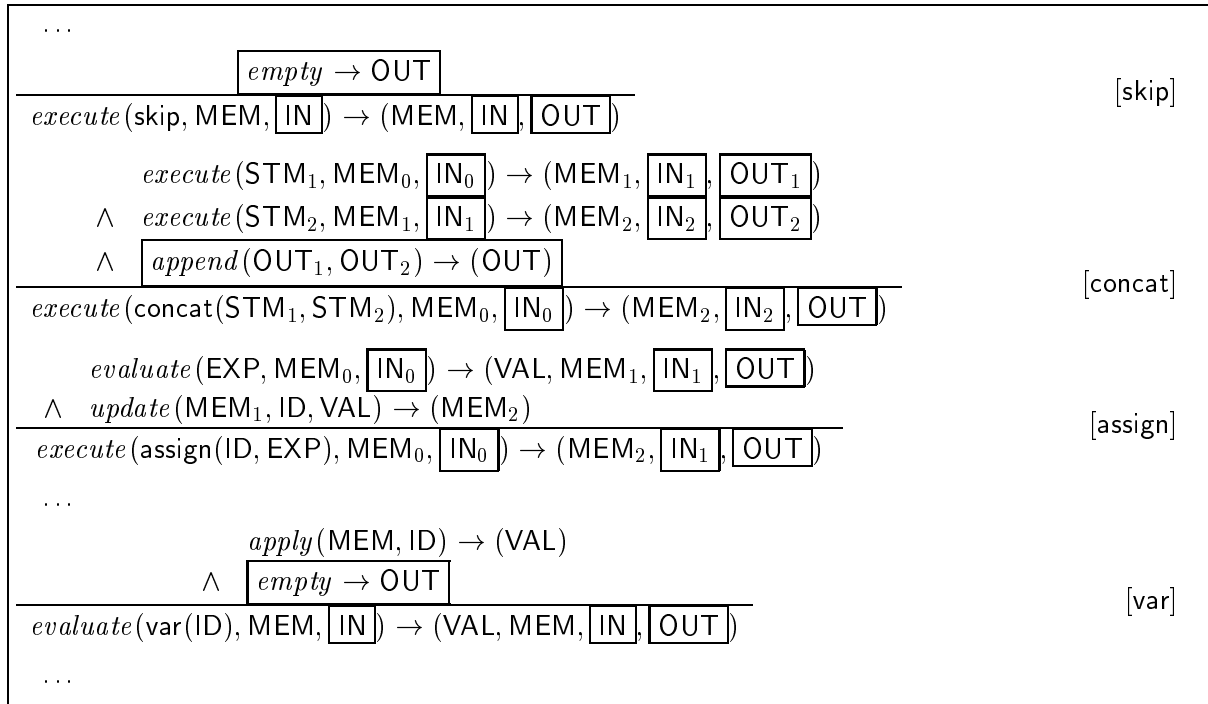 ...
empty → OUT
[skip]
execute(skip, MEM, IN) → (MEM, IN, OUT)
execute(STM₁, MEM₀, IN₀) → (MEM₁, IN₁, OUT₁)
∧ execute(STM₂, MEM₁, IN₁) → (MEM₂, IN₂, OUT₂)
∧ append(OUT₁, OUT₂) → (OUT)
[concat]
execute(concat(STM₁, STM₂), MEM₀, IN₀) → (MEM₂, IN₂, OUT)
evaluate(EXP, MEM₀, IN₀) → (VAL, MEM₁, IN₁, OUT)
∧ update(MEM₁, ID, VAL) → (MEM₂)
[assign]
execute(assign(ID, EXP), MEM₀, IN₀) → (MEM₂, IN₁, OUT)
...
apply(MEM, ID) → (VAL)
∧ empty → OUT
[var]
evaluate(var(ID), MEM, IN) → (VAL, MEM, IN, OUT)
...